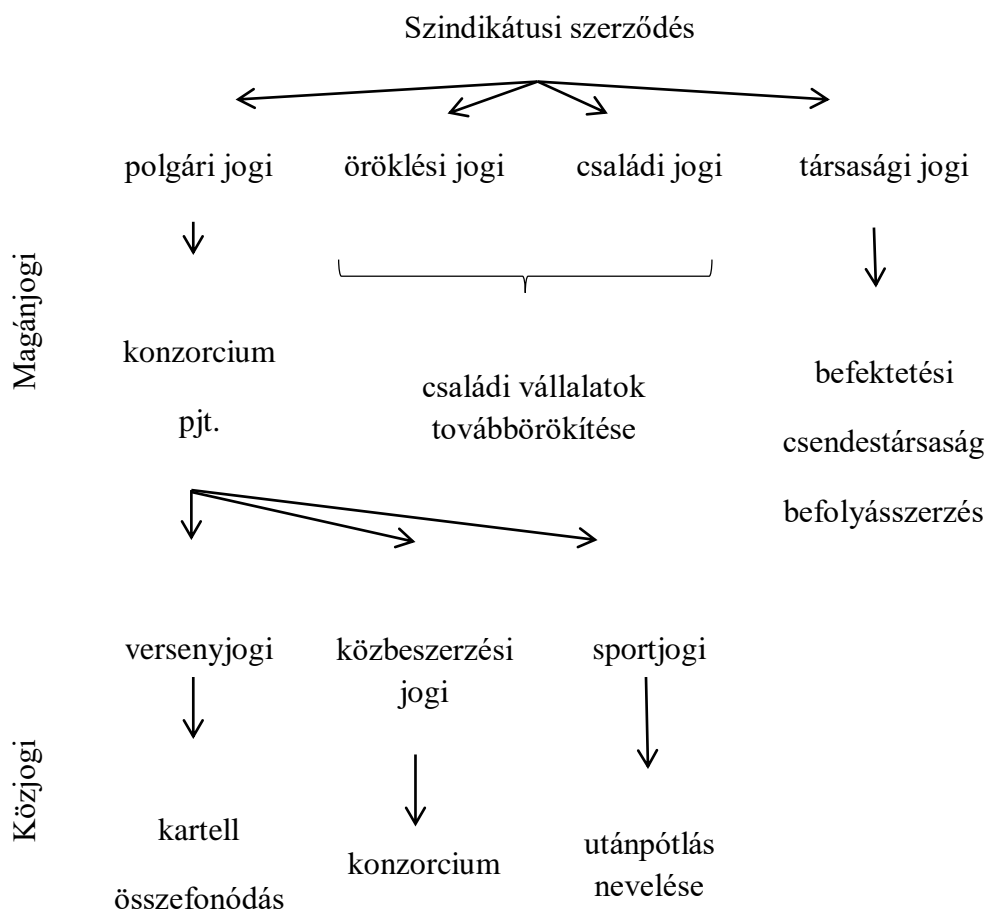 Szindikátusi szerződés
polgári jogi
öröklési jogi
családi jogi
társasági jogi
Magánjogi
konzorcium
pjt.
családi vállalatok
továbbörökítése
befektetési
csendestársaság
befolyásszerzés
versenyjogi
közbeszerzési
jogi
sportjogi
Közjogi
kartell
összefonódás
konzorcium
utánpótlás
nevelése